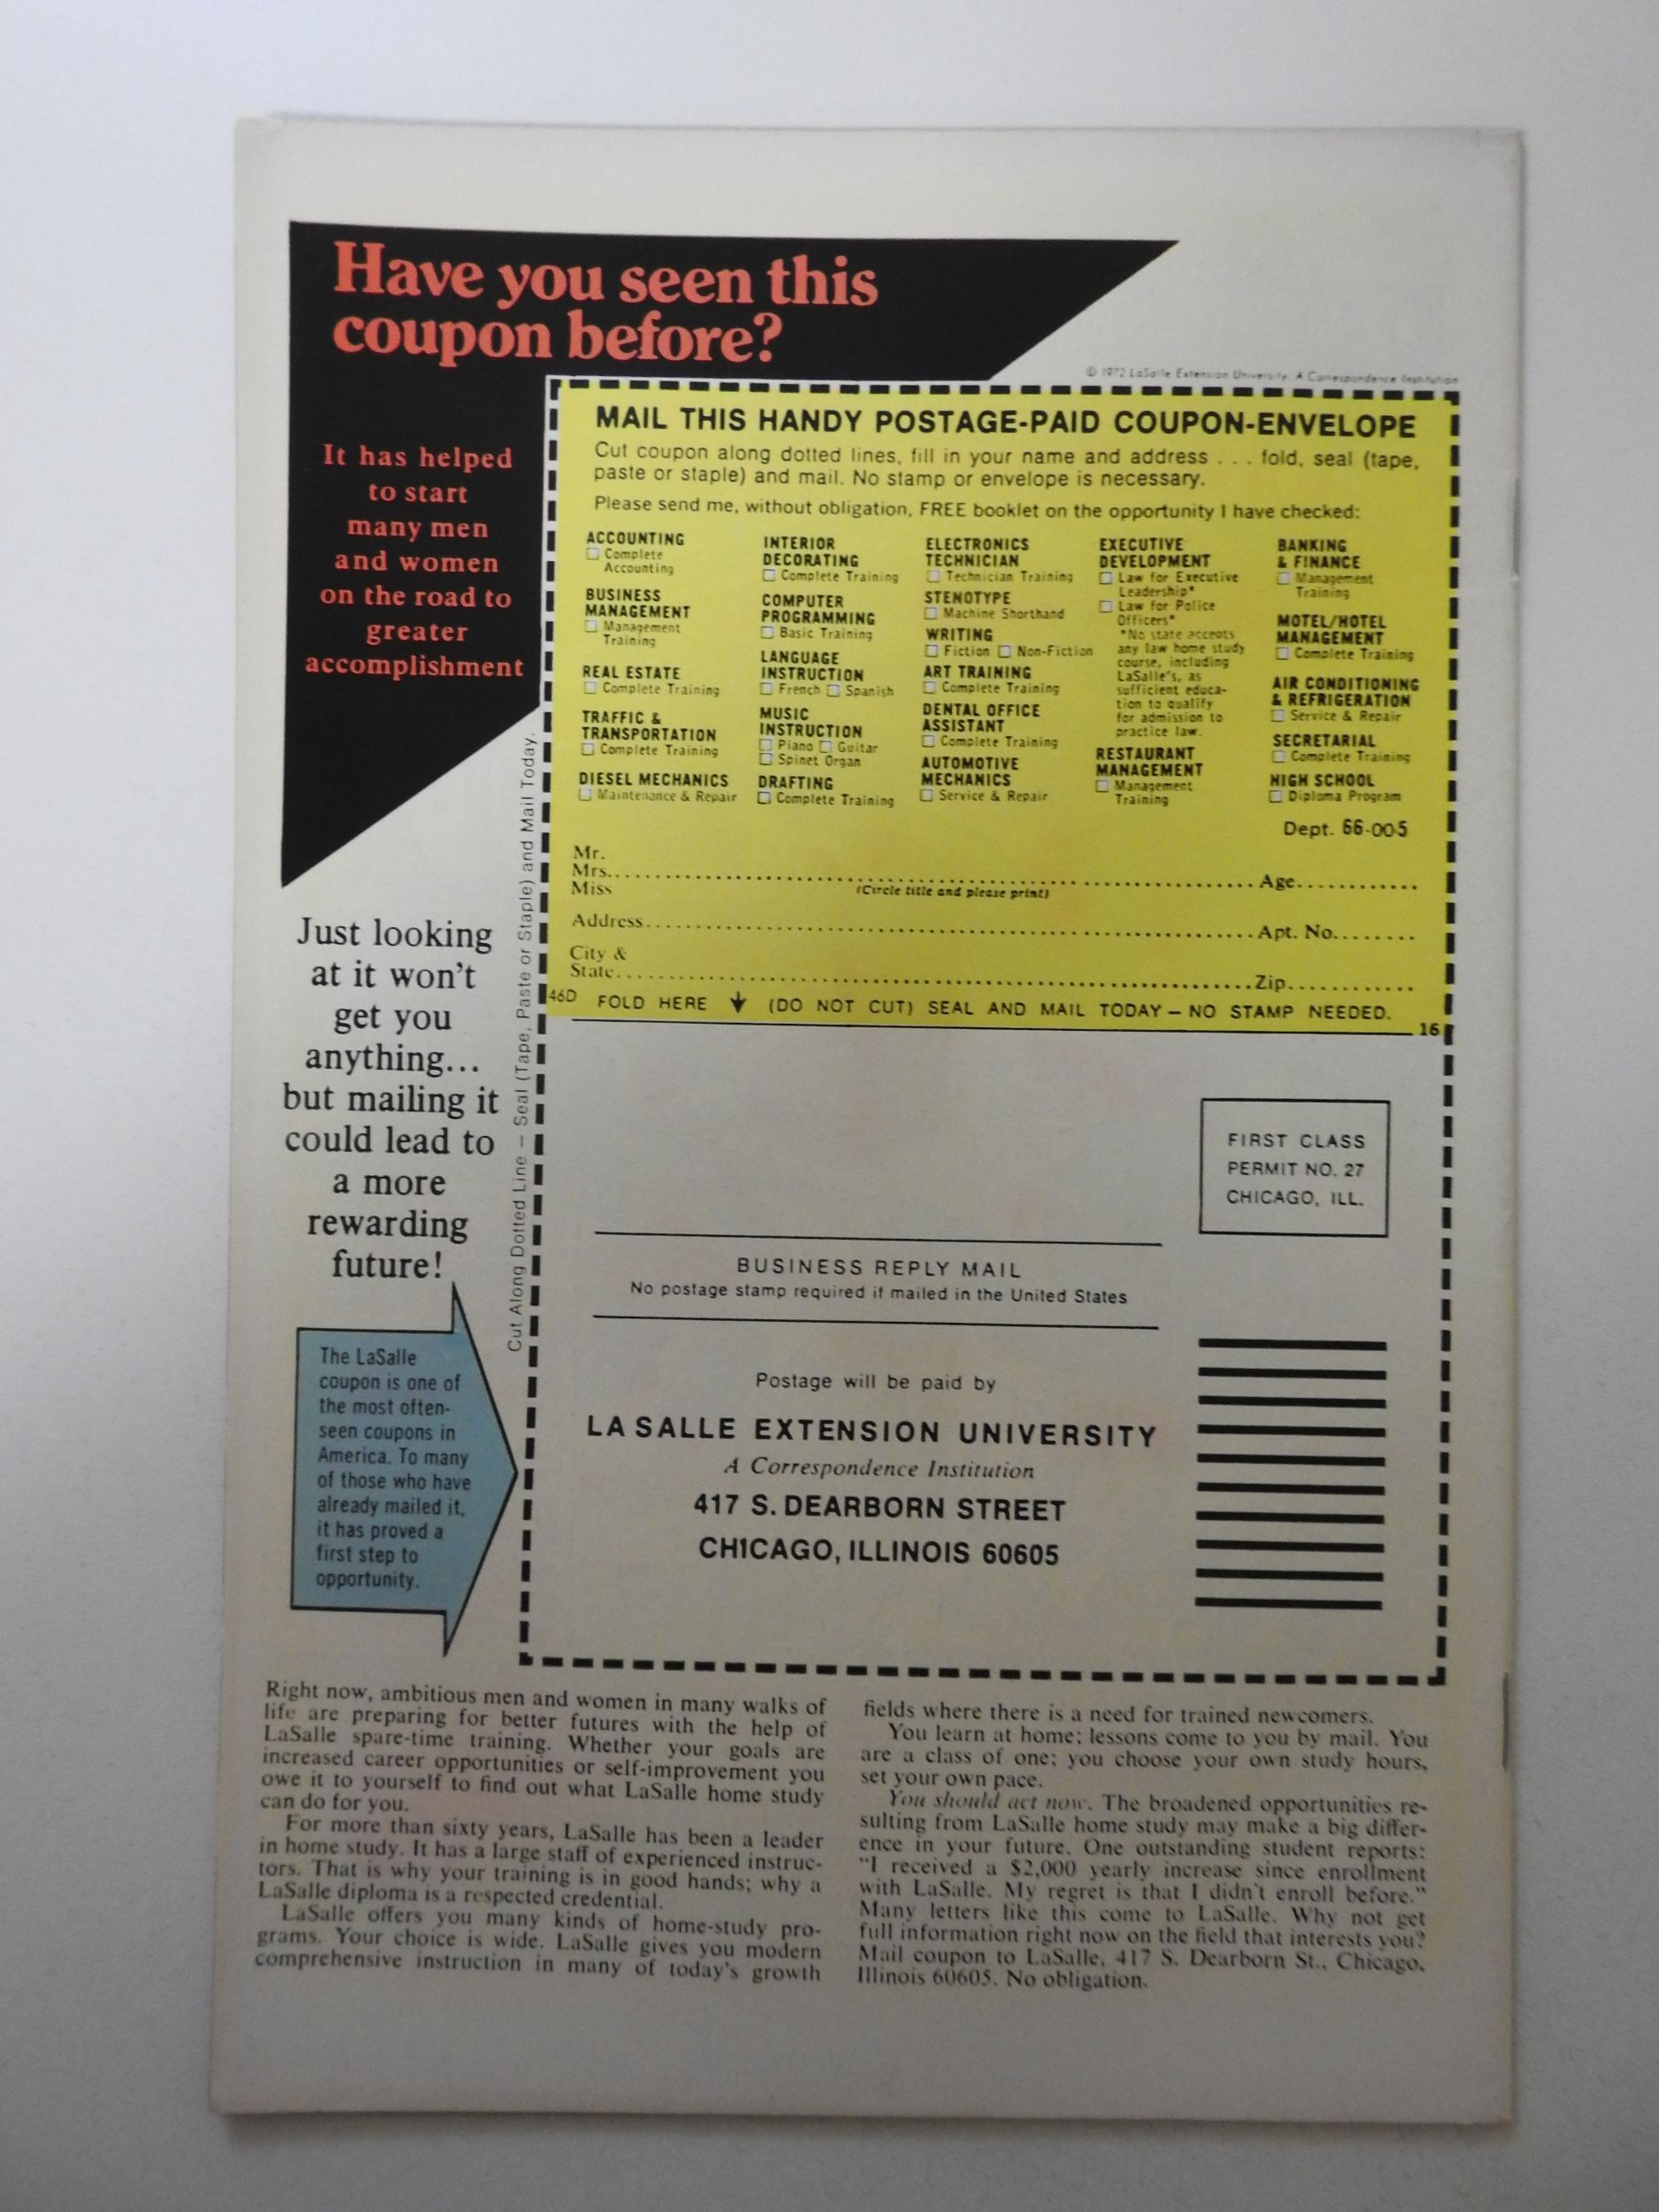 Have you seen this
coupon before?
© 1972 LaSalle Extension University, A Correspondence Institution
It has helped
to start
many men
and women
on the road to
greater
accomplishment
MAIL THIS HANDY POSTAGE-PAID COUPON-ENVELOPE
Cut coupon along dotted lines, fill in your name and address . . . fold, seal (tape,
paste or staple) and mail. No stamp or envelope is necessary.
Please send me, without obligation, FREE booklet on the opportunity I have checked:
ACCOUNTING
Complete
Accounting
BUSINESS
MANAGEMENT
Management
Training
REAL ESTATE
Complete Training
TRAFFIC &
TRANSPORTATION
Complete Training
DIESEL MECHANICS
Maintenance & Repair
INTERIOR
DECORATING
Complete Training
COMPUTER
PROGRAMMING
Basic Training
LANGUAGE
INSTRUCTION
French Spanish
MUSIC
INSTRUCTION
Piano Guitar
Spinet Organ
DRAFTING
Complete Training
ELECTRONICS
TECHNICIAN
Technician Training
STENOTYPE
Machine Shorthand
WRITING
Fiction Non-Fiction
ART TRAINING
Complete Training
DENTAL OFFICE
ASSISTANT
Complete Training
AUTOMOTIVE
MECHANICS
Service & Repair
EXECUTIVE
DEVELOPMENT
Law for Executive
Leadership*
Law for Police
Officers*
*No state accepts
any law home study
course, including
LaSalle's, as
sufficient educa-
tion to qualify
for admission to
practice law.
RESTAURANT
MANAGEMENT
Management
Training
BANKING
& FINANCE
Management
Training
MOTEL/HOTEL
MANAGEMENT
Complete Training
AIR CONDITIONING
& REFRIGERATION
Service & Repair
SECRETARIAL
Complete Training
HIGH SCHOOL
Diploma Program
Dept. 66-005
Mr.
Mrs. Age
Miss (Circle title and please print)
Address Apt. No.
City &
State Zip
46D FOLD HERE (DO NOT CUT) SEAL AND MAIL TODAY – NO STAMP NEEDED.
16
Cut Along Dotted Line – Seal (Tape, Paste or Staple) and Mail Today.
Just looking
at it won't
get you
anything...
but mailing it
could lead to
a more
rewarding
future!
FIRST CLASS
PERMIT NO. 27
CHICAGO, ILL.
BUSINESS REPLY MAIL
No postage stamp required if mailed in the United States
Postage will be paid by
LA SALLE EXTENSION UNIVERSITY
A Correspondence Institution
417 S. DEARBORN STREET
CHICAGO, ILLINOIS 60605
The LaSalle
coupon is one of
the most often-
seen coupons in
America. To many
of those who have
already mailed it,
it has proved a
first step to
opportunity.
Right now, ambitious men and women in many walks of
life are preparing for better futures with the help of
LaSalle spare-time training. Whether your goals are
increased career opportunities or self-improvement you
owe it to yourself to find out what LaSalle home study
can do for you.
For more than sixty years, LaSalle has been a leader
in home study. It has a large staff of experienced instruc-
tors. That is why your training is in good hands; why a
LaSalle diploma is a respected credential.
LaSalle offers you many kinds of home-study pro-
grams. Your choice is wide. LaSalle gives you modern
comprehensive instruction in many of today's growth
fields where there is a need for trained newcomers.
You learn at home; lessons come to you by mail. You
are a class of one; you choose your own study hours,
set your own pace.
You should act now. The broadened opportunities re-
sulting from LaSalle home study may make a big differ-
ence in your future. One outstanding student reports:
"I received a $2,000 yearly increase since enrollment
with LaSalle. My regret is that I didn't enroll before."
Many letters like this come to LaSalle. Why not get
full information right now on the field that interests you?
Mail coupon to LaSalle, 417 S. Dearborn St., Chicago,
Illinois 60605. No obligation.